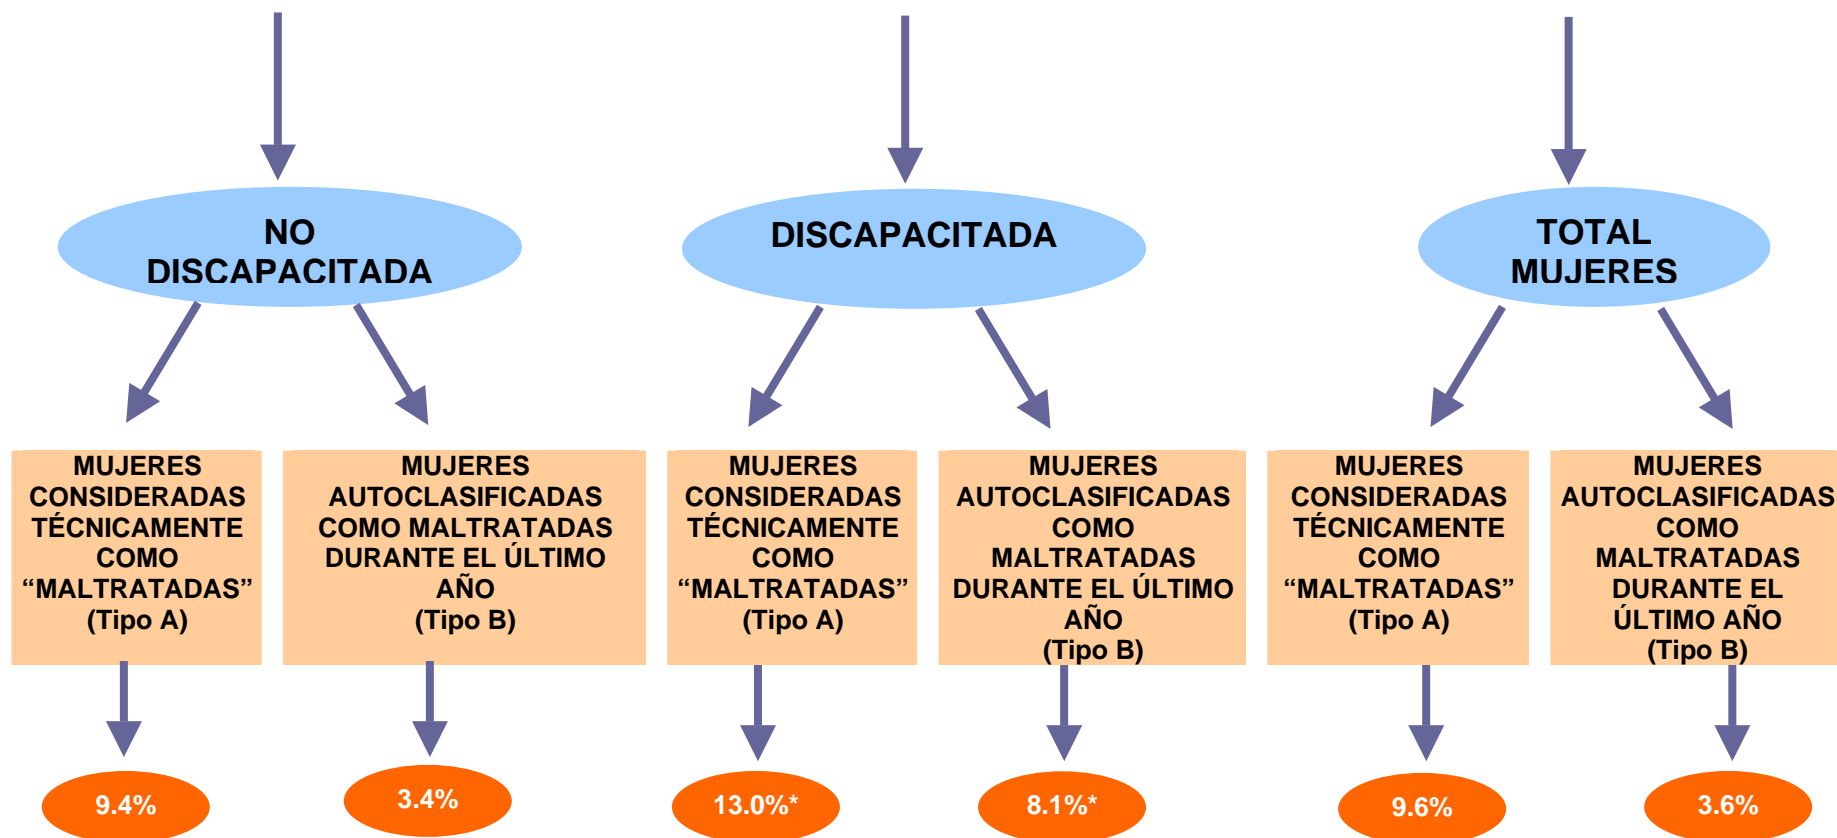 NO
DISCAPACITADA
DISCAPACITADA
TOTAL
MUJERES
MUJERES
CONSIDERADAS
TÉCNICAMENTE
COMO
“MALTRATADAS”
(Tipo A)
MUJERES
AUTOCLASIFICADAS
COMO MALTRATADAS
DURANTE EL ÚLTIMO
AÑO
(Tipo B)
MUJERES
CONSIDERADAS
TÉCNICAMENTE
COMO
“MALTRATADAS”
(Tipo A)
MUJERES
AUTOCLASIFICADAS
COMO
MALTRATADAS
DURANTE EL ÚLTIMO
AÑO
(Tipo B)
MUJERES
CONSIDERADAS
TÉCNICAMENTE
COMO
“MALTRATADAS”
(Tipo A)
MUJERES
AUTOCLASIFICADAS
COMO
MALTRATADAS
DURANTE EL
ÚLTIMO AÑO
(Tipo B)
9.4%
3.4%
13.0%*
8.1%*
9.6%
3.6%